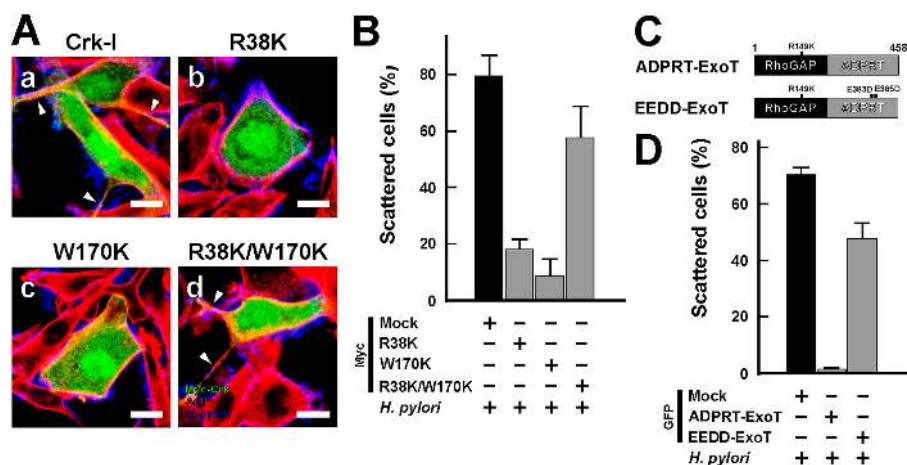 A
Crk-I
R38K
a
b
W170K
R38K/W170K
c
d
B
Scattered cells (%)
80
60
40
20
0
Mock + – – –
R38K – + – –
W170K – – + –
R38K/W170K – – – +
Myc
H. pylori + + + +
C
1 R149K 458
ADPRT-ExoT RhoGAP ADPRT
R149K E383D E385D
EEDD-ExoT RhoGAP ADPRT
D
Scattered cells (%)
60
40
20
0
Mock + – –
ADPRT-ExoT – + –
EEDD-ExoT – – +
GFP
H. pylori + + +